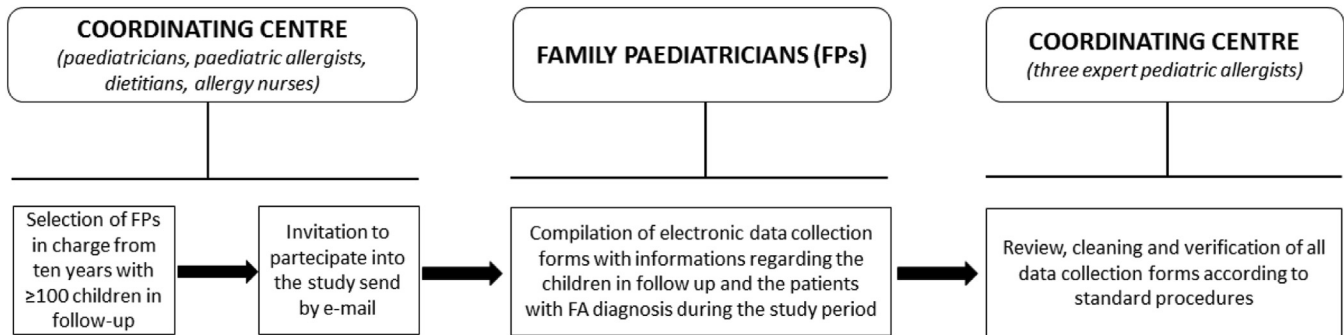 COORDINATING CENTRE
(paediatricians, paediatric allergists,
dietitians, allergy nurses)
Selection of FPs
in charge from
ten years with
≥100 children in
follow-up
Invitation to
partecipate into
the study send
by e-mail
FAMILY PAEDIATRICIANS (FPs)
Compilation of electronic data collection
forms with informations regarding the
children in follow up and the patients
with FA diagnosis during the study period
COORDINATING CENTRE
(three expert pediatric allergists)
Review, cleaning and verification of all
data collection forms according to
standard procedures